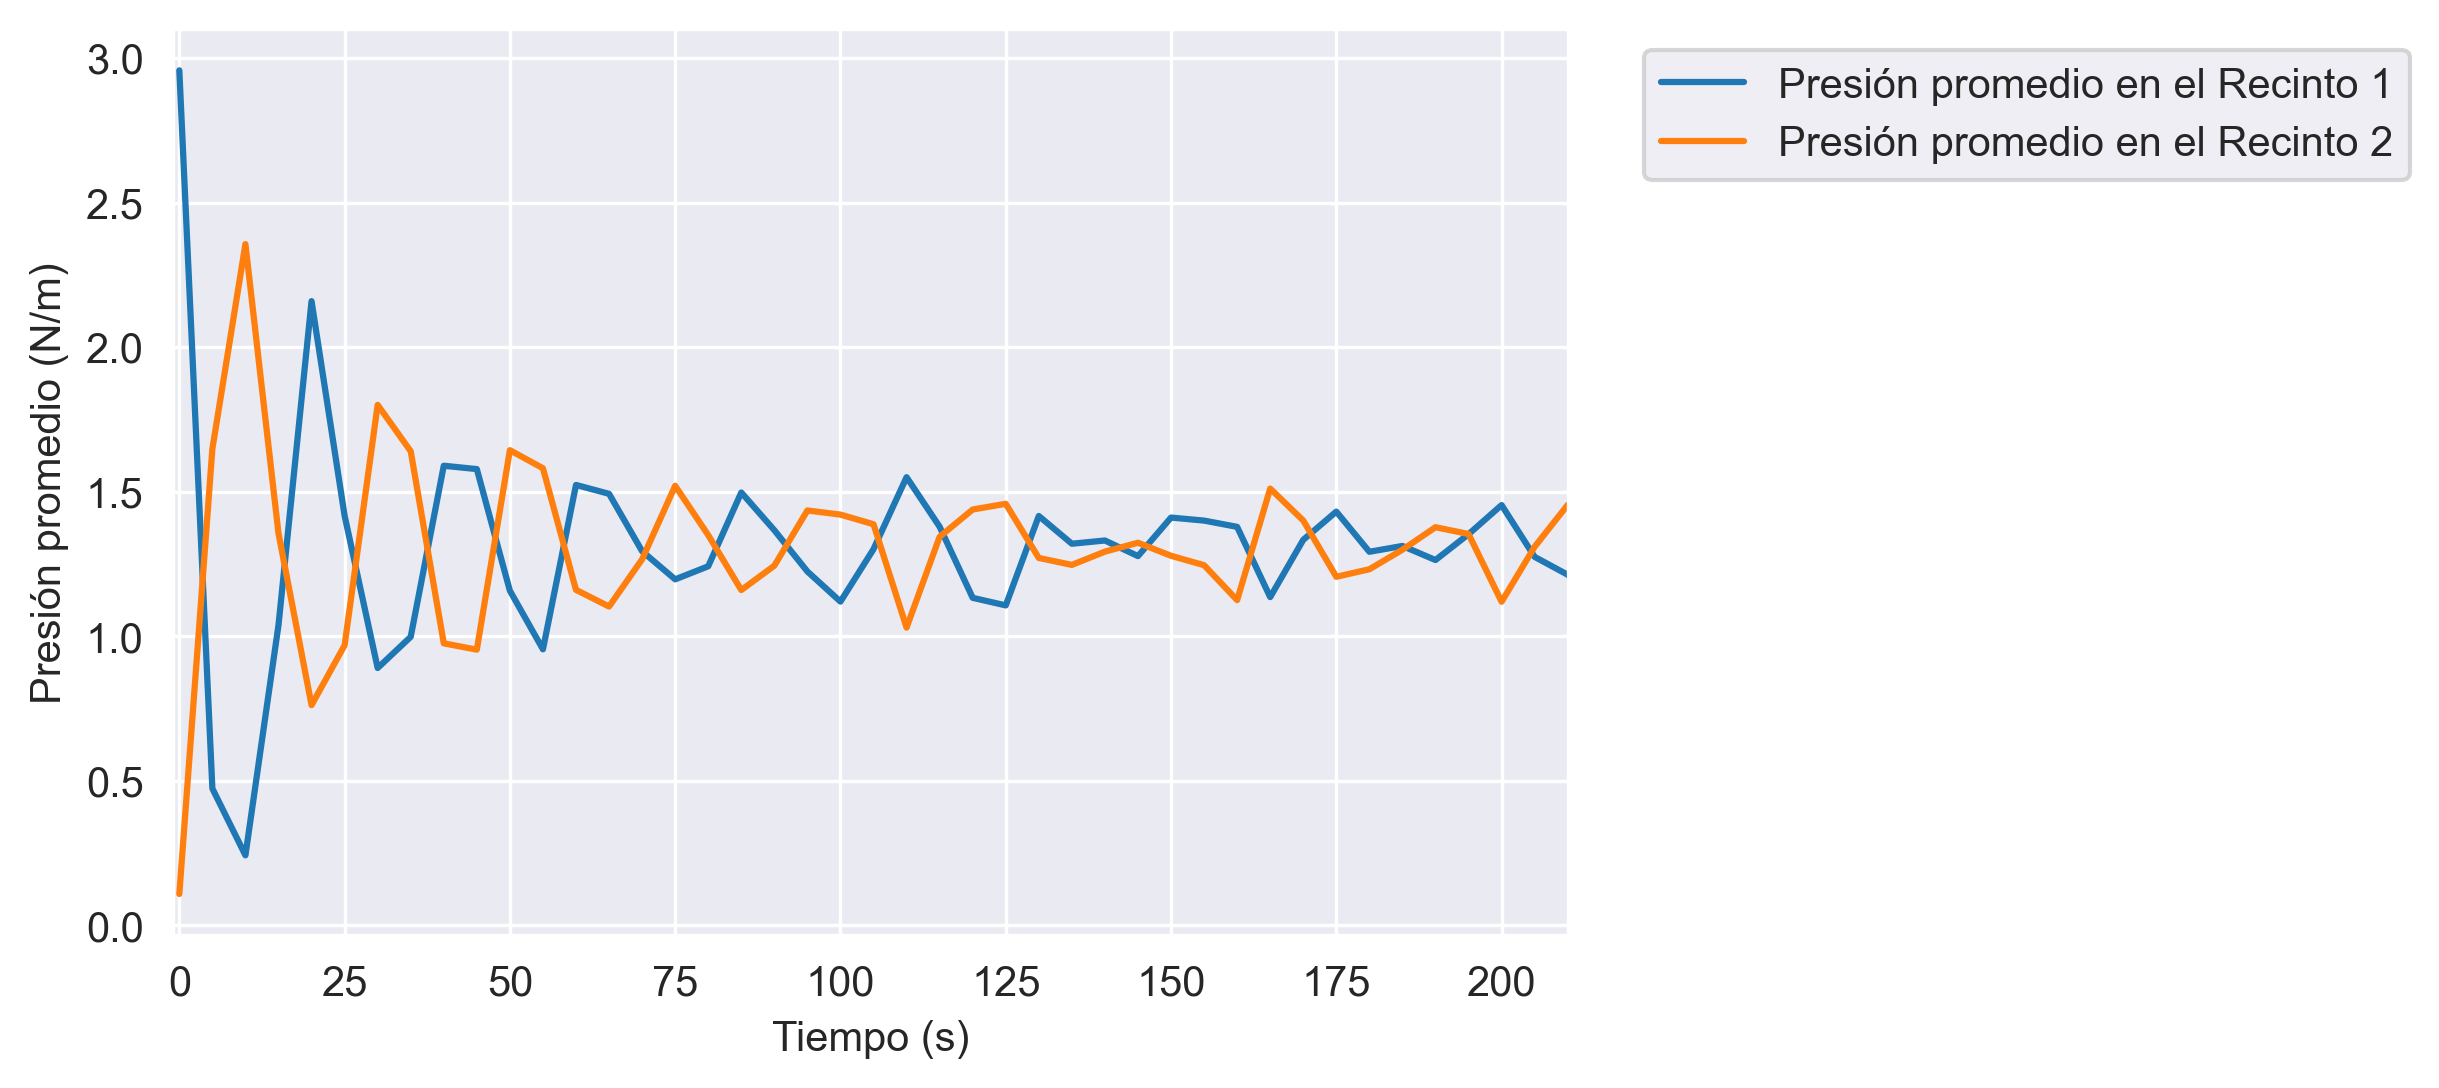 Presión promedio (N/m)
3.0
2.5
2.0
1.5
1.0
0.5
0.0
0 25 50 75 100 125 150 175 200
Tiempo (s)
Presión promedio en el Recinto 1
Presión promedio en el Recinto 2